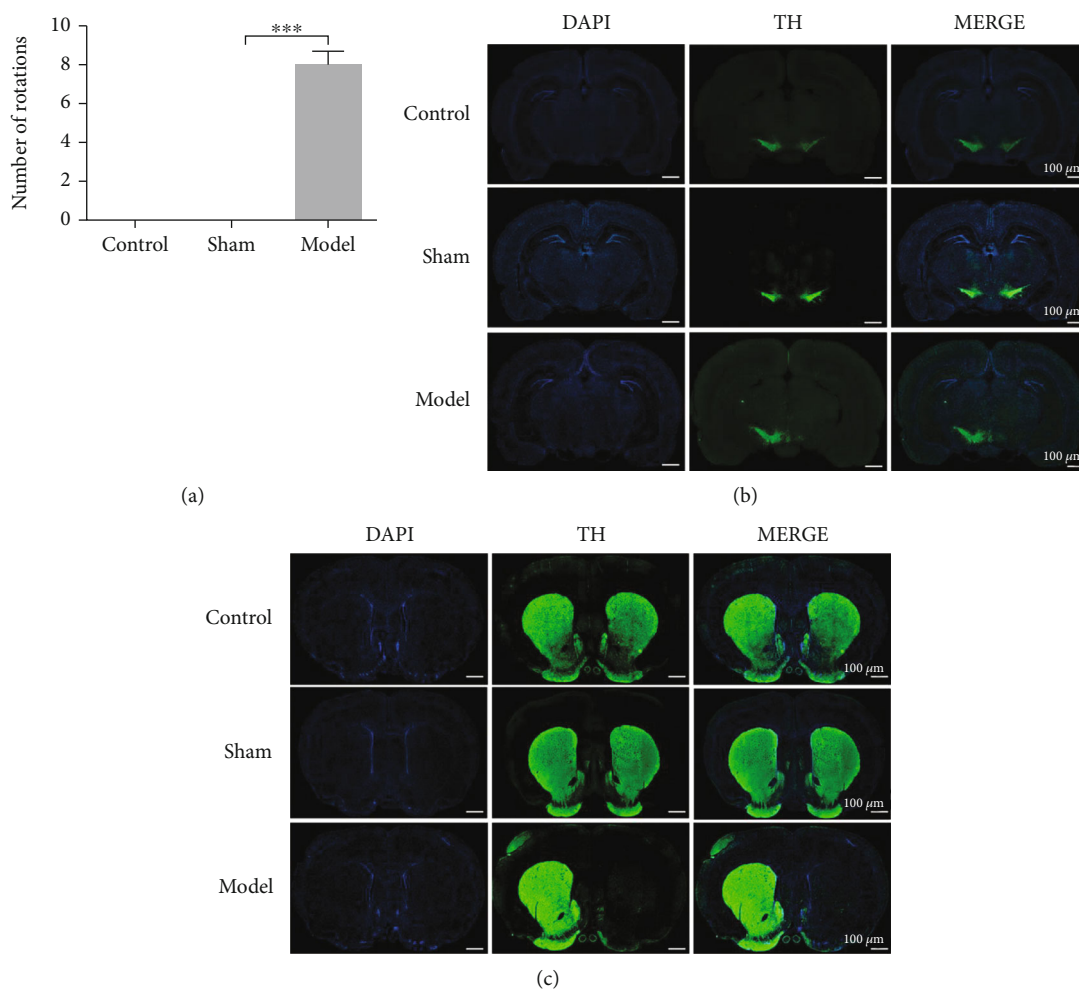 Number of rotations
10
8
6
4
2
0
***
Control Sham Model
(a)
DAPI TH MERGE
Control
100 μm
Sham
100 μm
Model
100 μm
(b)
DAPI TH MERGE
Control
100 μm
Sham
100 μm
Model
100 μm
(c)